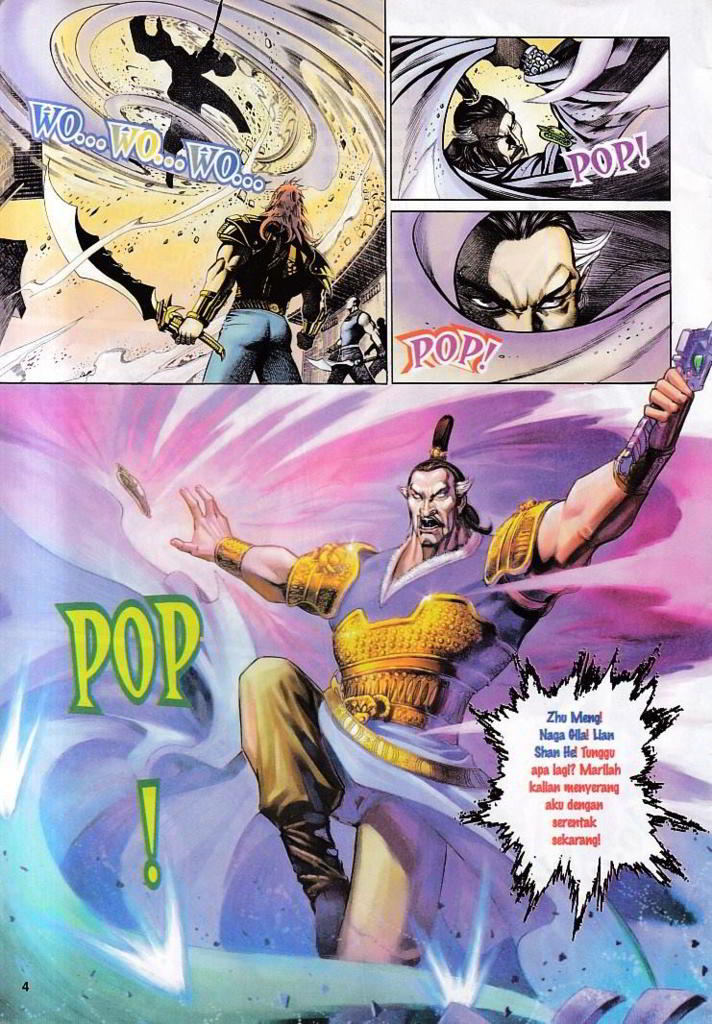 WO... WO... WO...
POP!
POP!
POP
!
Zhu Meng!
Naga Gila! Lian
Shan He! Tunggu
apa lagi? Marilah
kalian menyerang
aku dengan
serentak
sekarang!
4